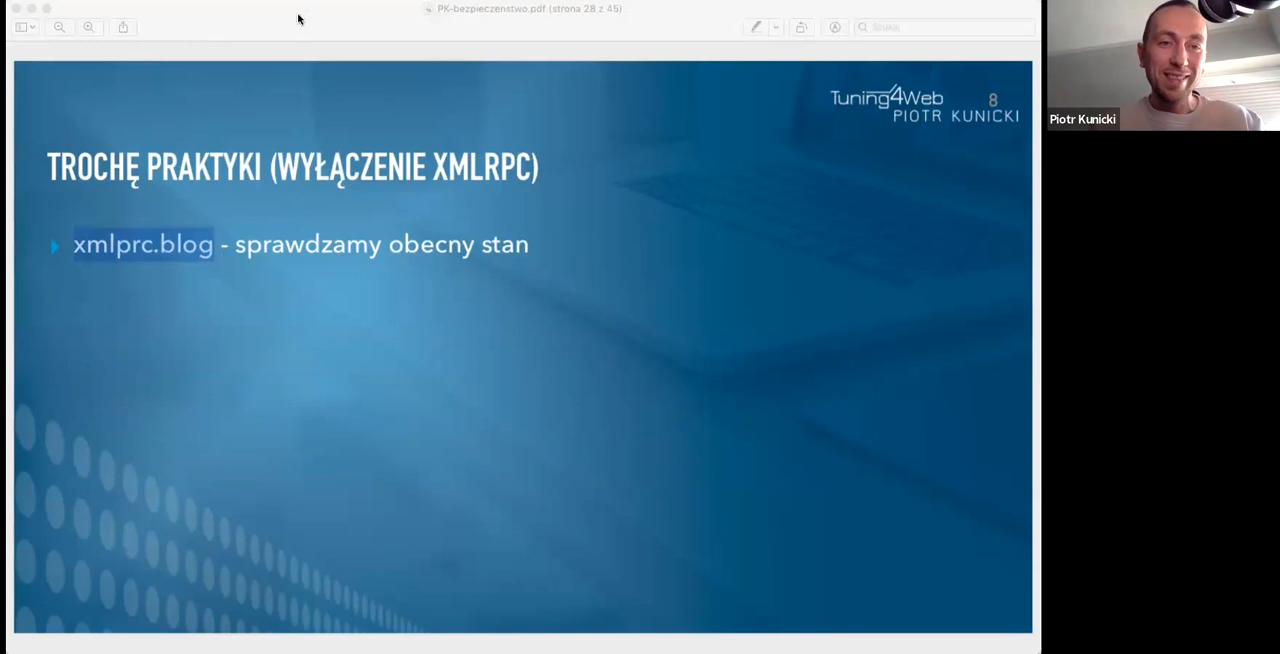 PK-bezpieczenstwo.pdf (strona 28 z 45)
Szukaj
Tuning4Web 8
PIOTR KUNICKI
TROCHĘ PRAKTYKI (WYŁĄCZENIE XMLRPC)
xmlprc.blog - sprawdzamy obecny stan
Piotr Kunicki